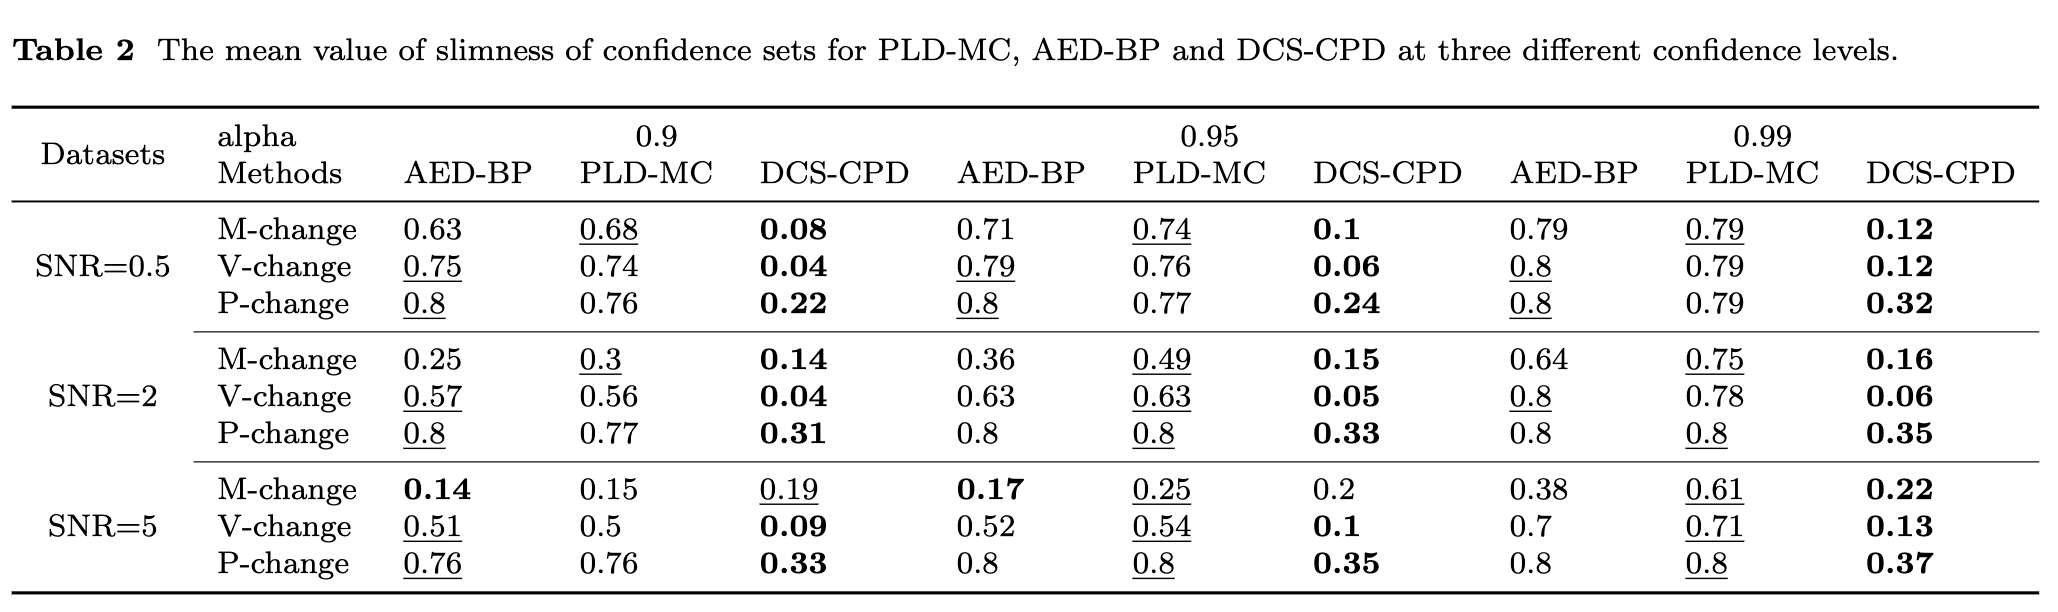 Table 2 The mean value of slimness of confidence sets for PLD-MC, AED-BP and DCS-CPD at three different confidence levels.
Datasets alpha 0.9 0.95 0.99
Methods AED-BP PLD-MC DCS-CPD AED-BP PLD-MC DCS-CPD AED-BP PLD-MC DCS-CPD
M-change 0.63 0.68 0.08 0.71 0.74 0.1 0.79 0.79 0.12
SNR=0.5 V-change 0.75 0.74 0.04 0.79 0.76 0.06 0.8 0.79 0.12
P-change 0.8 0.76 0.22 0.8 0.77 0.24 0.8 0.79 0.32
M-change 0.25 0.3 0.14 0.36 0.49 0.15 0.64 0.75 0.16
SNR=2 V-change 0.57 0.56 0.04 0.63 0.63 0.05 0.8 0.78 0.06
P-change 0.8 0.77 0.31 0.8 0.8 0.33 0.8 0.8 0.35
M-change 0.14 0.15 0.19 0.17 0.25 0.2 0.38 0.61 0.22
SNR=5 V-change 0.51 0.5 0.09 0.52 0.54 0.1 0.7 0.71 0.13
P-change 0.76 0.76 0.33 0.8 0.8 0.35 0.8 0.8 0.37